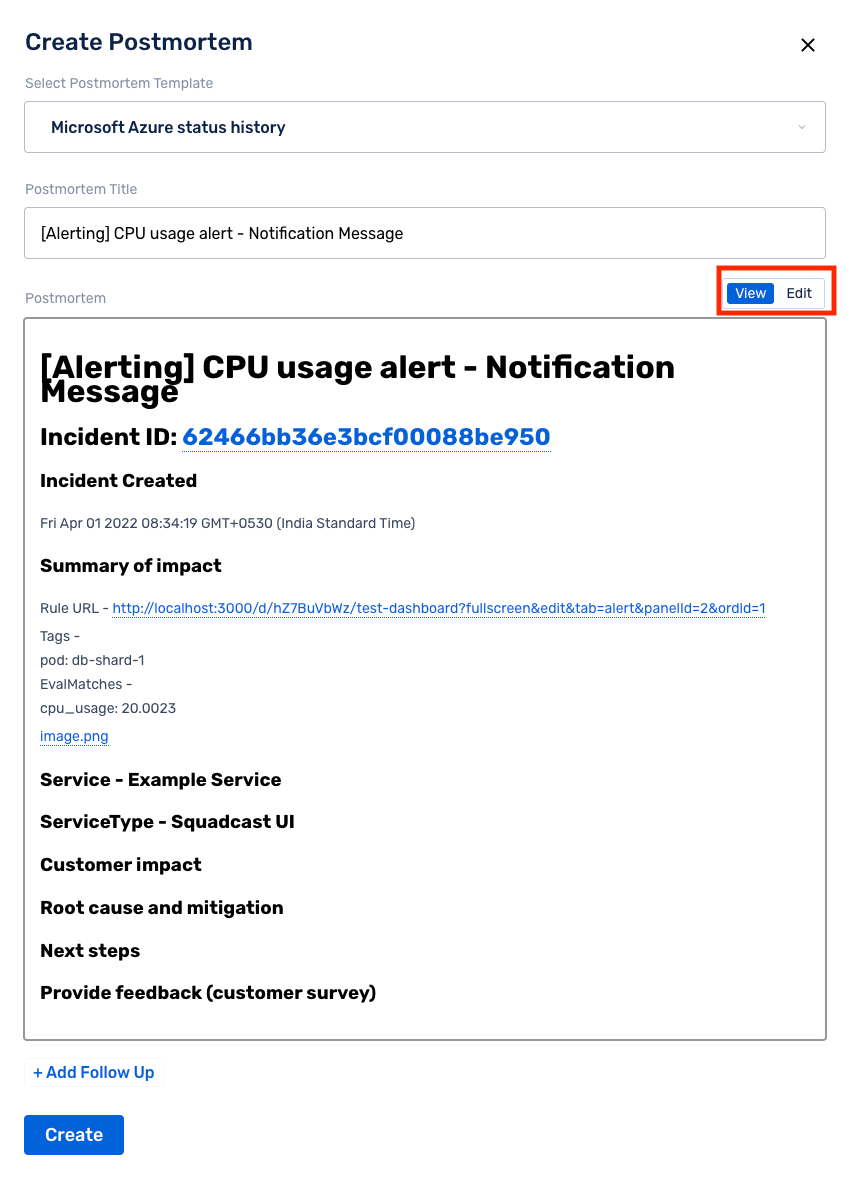 Create Postmortem
Select Postmortem Template
Microsoft Azure status history
Postmortem Title
[Alerting] CPU usage alert - Notification Message
Postmortem
View Edit
[Alerting] CPU usage alert - Notification
Message
Incident ID: 62466bb36e3bcf00088be950
Incident Created
Fri Apr 01 2022 08:34:19 GMT+0530 (India Standard Time)
Summary of impact
Rule URL - http://localhost:3000/d/hZ7BuVbWz/test-dashboard?fullscreen&edit&tab=alert&panelId=2&orgId=1
Tags -
pod: db-shard-1
EvalMatches -
cpu_usage: 20.0023
image.png
Service - Example Service
ServiceType - Squadcast UI
Customer impact
Root cause and mitigation
Next steps
Provide feedback (customer survey)
+ Add Follow Up
Create